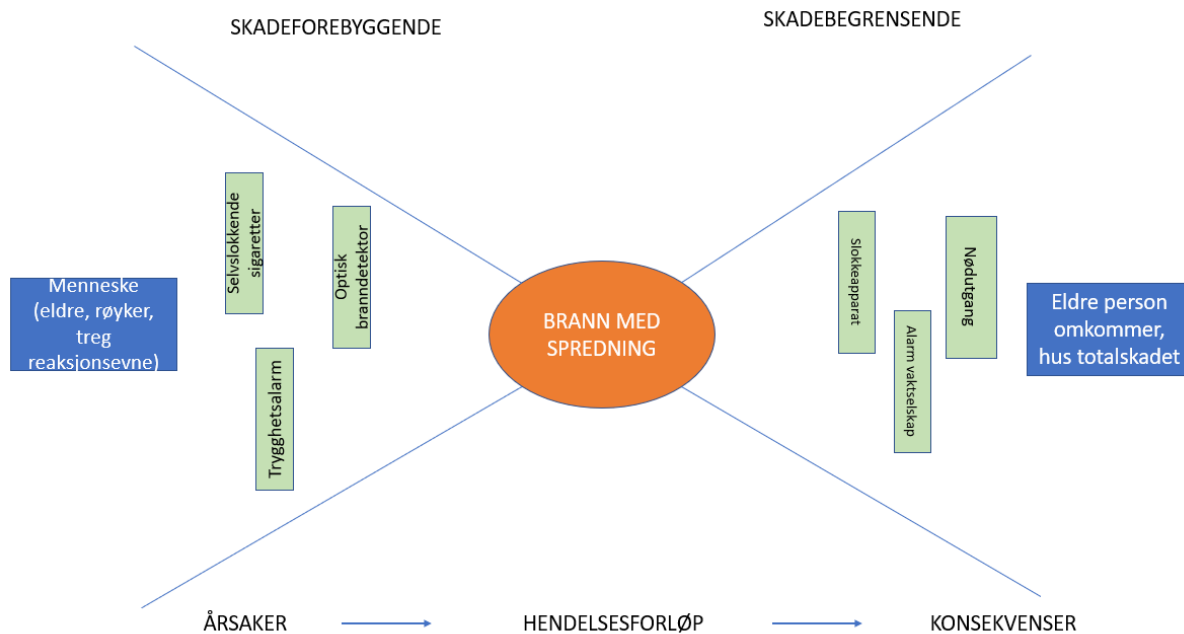 SKADEFOREBYGGENDE
SKADEBEGRENSENDE
Menneske
(eldre, røyker,
treg
reaksjonsevne)
Selvslokkende
sigaretter
Optisk
branndetektor
Trygghetsalarm
BRANN MED
SPREDNING
Slokkeapparat
Alarm vaktselskap
Nødutgang
Eldre person
omkommer,
hus totalskadet
ÅRSAKER
HENDELSESFORLØP
KONSEKVENSER